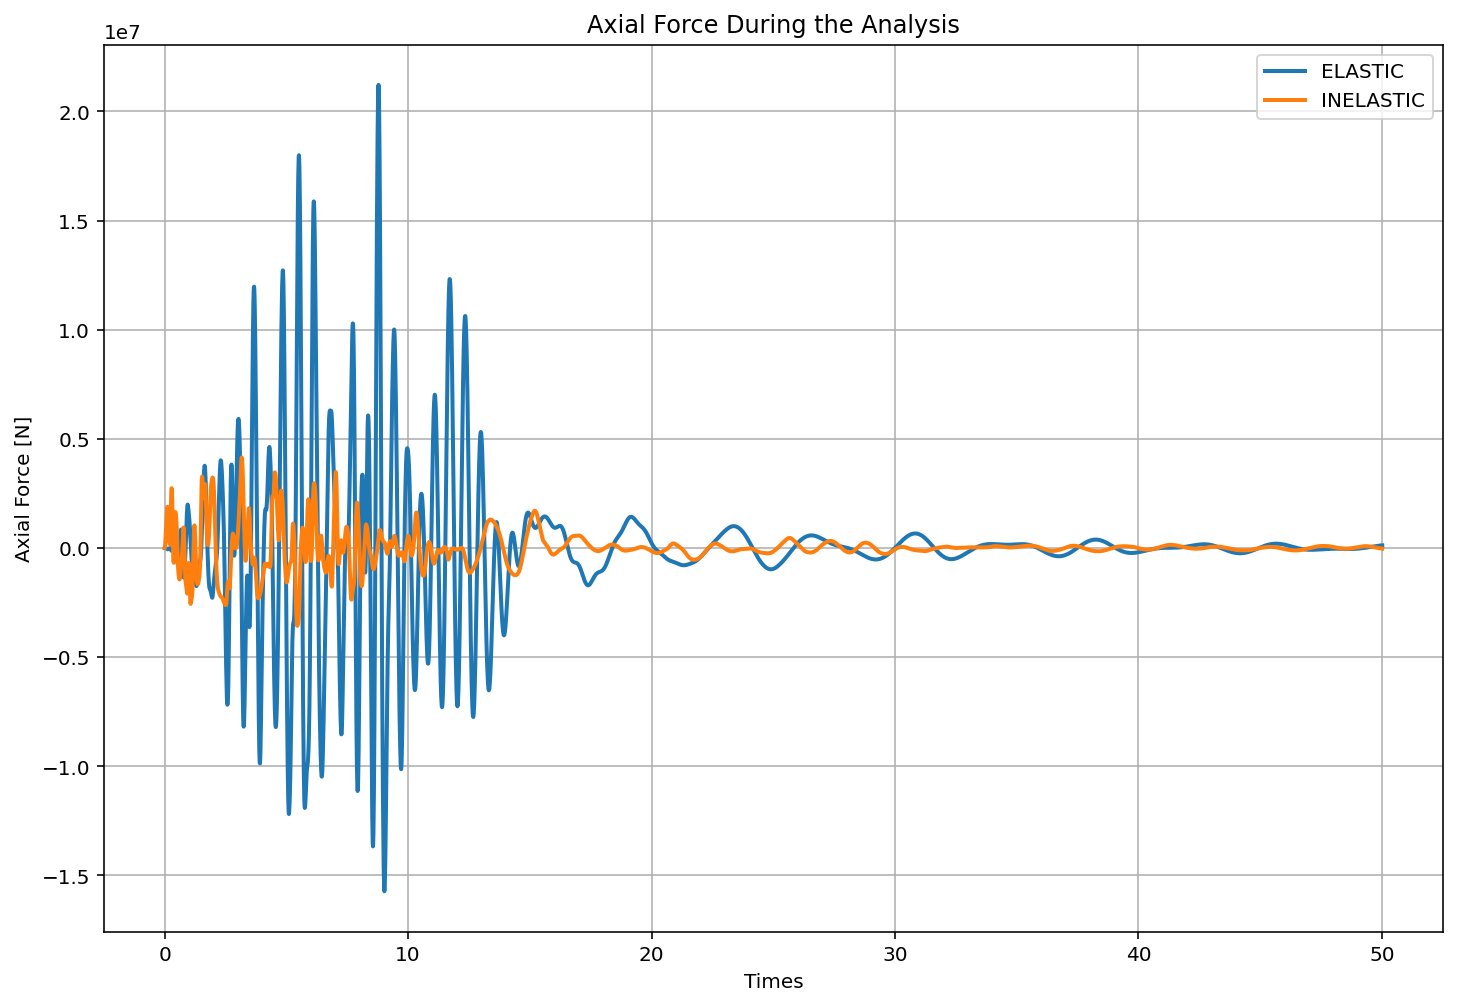 Axial Force During the Analysis
1e7
ELASTIC
INELASTIC
2.0
1.5
1.0
0.5
0.0
−0.5
−1.0
−1.5
Axial Force [N]
0 10 20 30 40 50
Times